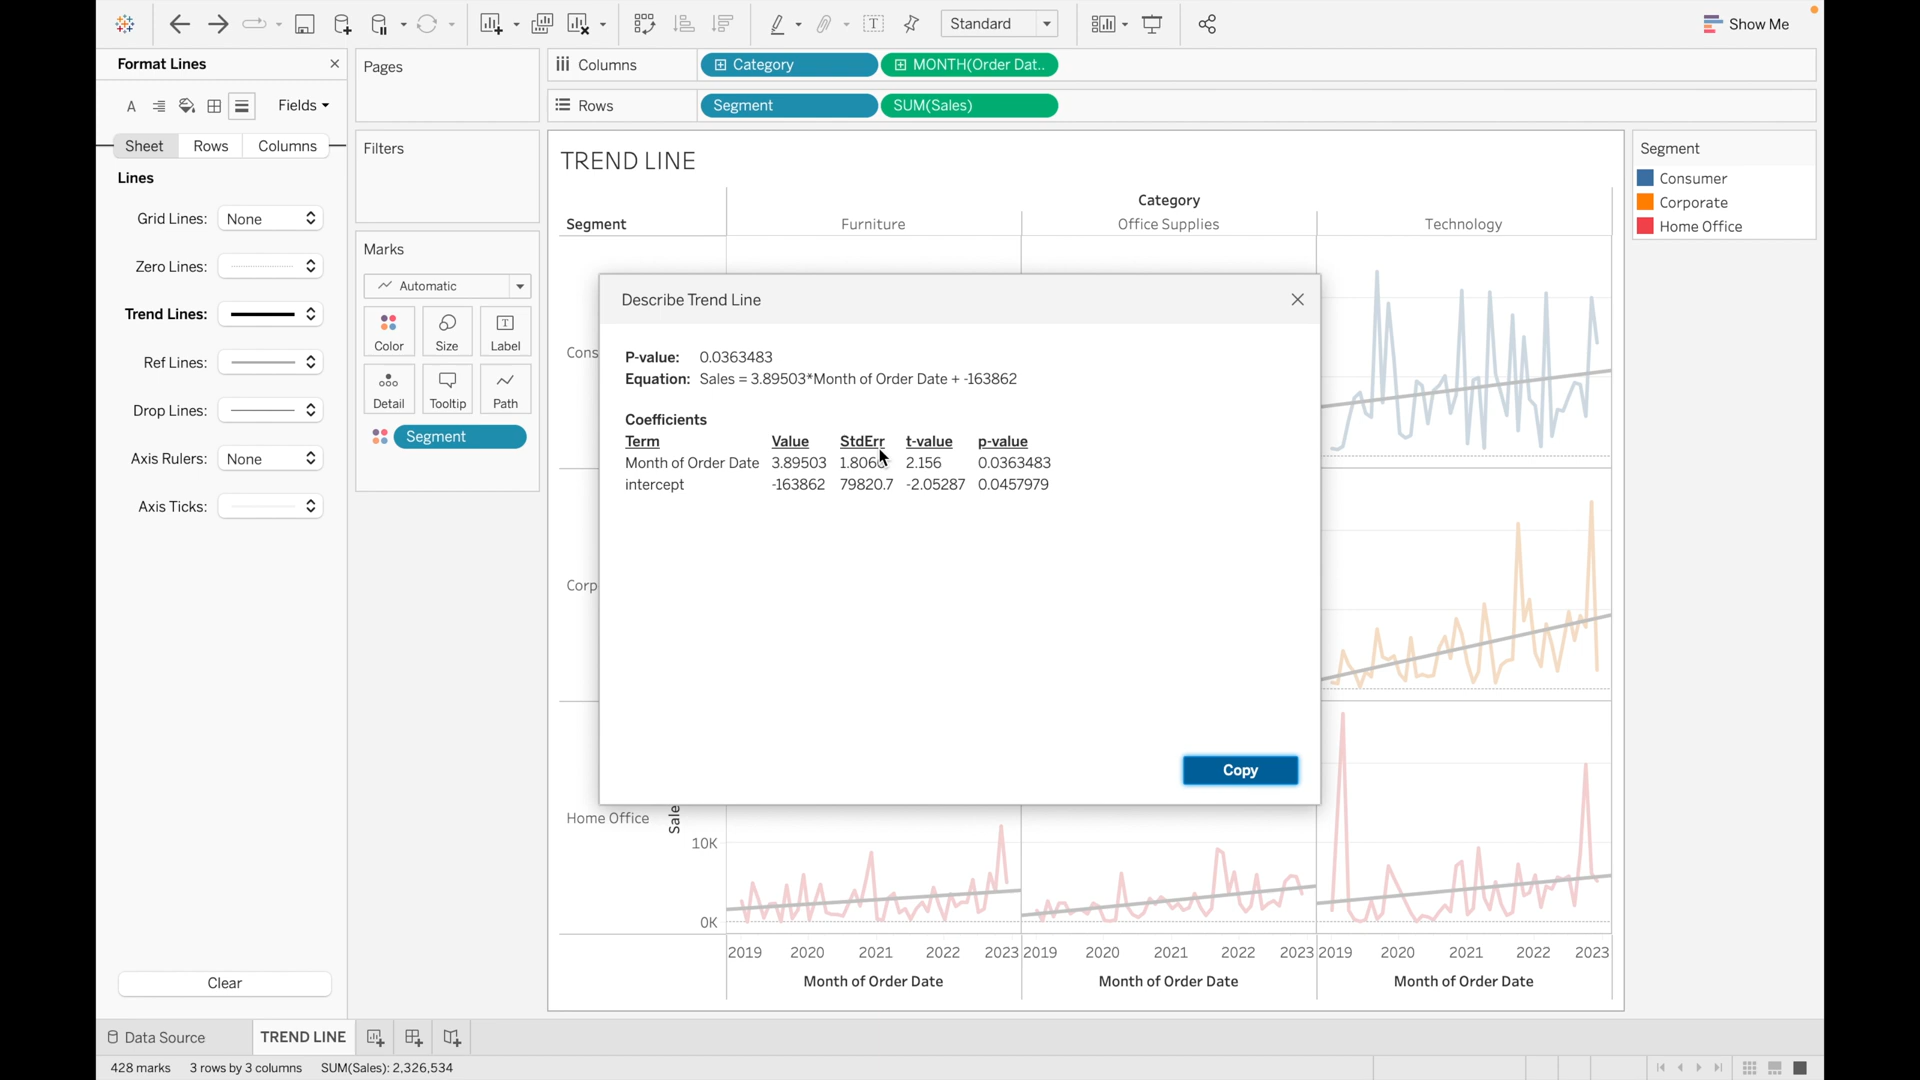 Standard
Show Me
Format Lines
Fields
Sheet Rows Columns
Lines
Grid Lines: None
Zero Lines:
Trend Lines:
Ref Lines:
Drop Lines:
Axis Rulers: None
Axis Ticks:
Clear
Pages
Filters
Marks
Automatic
Color Size Label
Detail Tooltip Path
Segment
Columns Category MONTH(Order Dat..
Rows Segment SUM(Sales)
TREND LINE
Category
Segment Furniture Office Supplies Technology
Cons
Corp
Home Office
Sale
10K
0K
2019 2020 2021 2022 2023 2019 2020 2021 2022 2023 2019 2020 2021 2022 2023
Month of Order Date Month of Order Date Month of Order Date
Describe Trend Line
P-value: 0.0363483
Equation: Sales = 3.89503*Month of Order Date + -163862
Coefficients
Term Value StdErr t-value p-value
Month of Order Date 3.89503 2.156 0.0363483
intercept -163862 79820.7 -2.05287 0.0457979
Copy
Segment
Consumer
Corporate
Home Office
Data Source TREND LINE
428 marks 3 rows by 3 columns SUM(Sales): 2,326,534